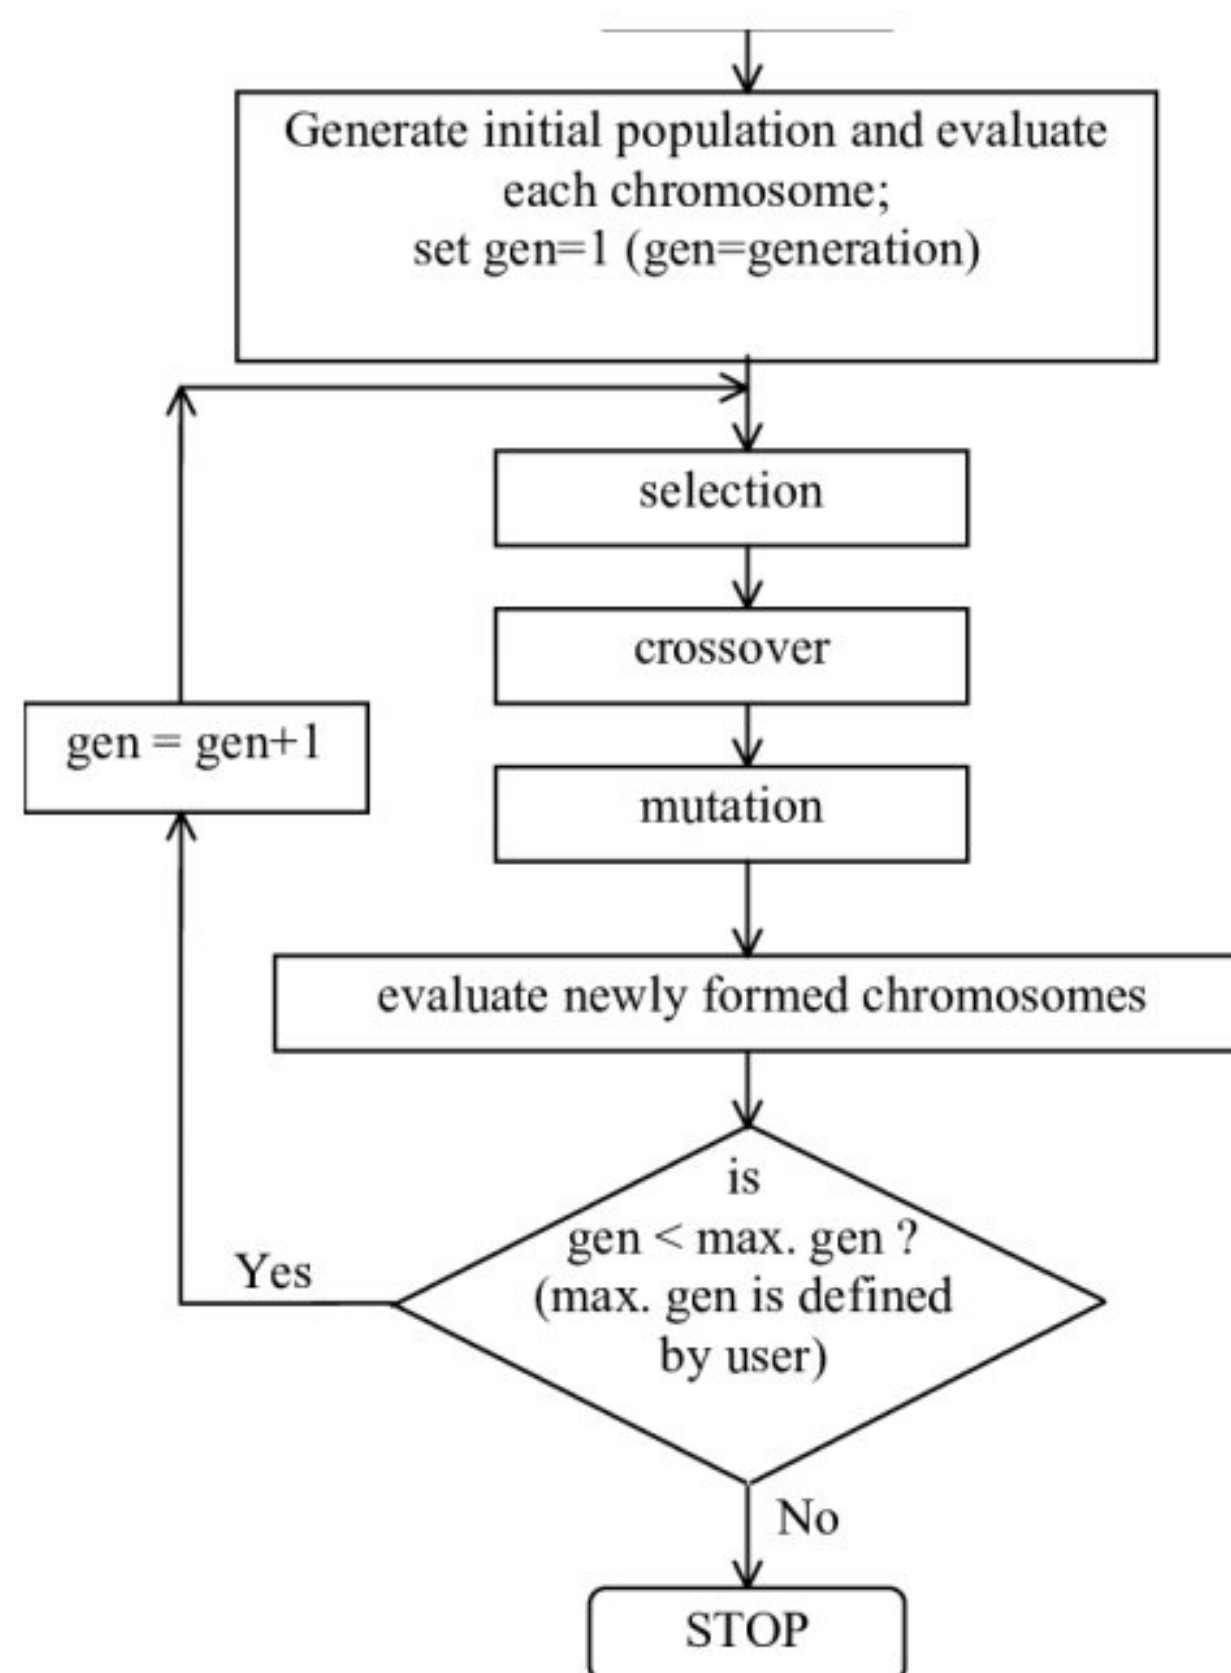 Generate initial population and evaluate
each chromosome;
set gen=1 (gen=generation)
selection
crossover
gen = gen+1
mutation
evaluate newly formed chromosomes
is
gen < max. gen ?
Yes
(max. gen is defined
by user)
No
STOP